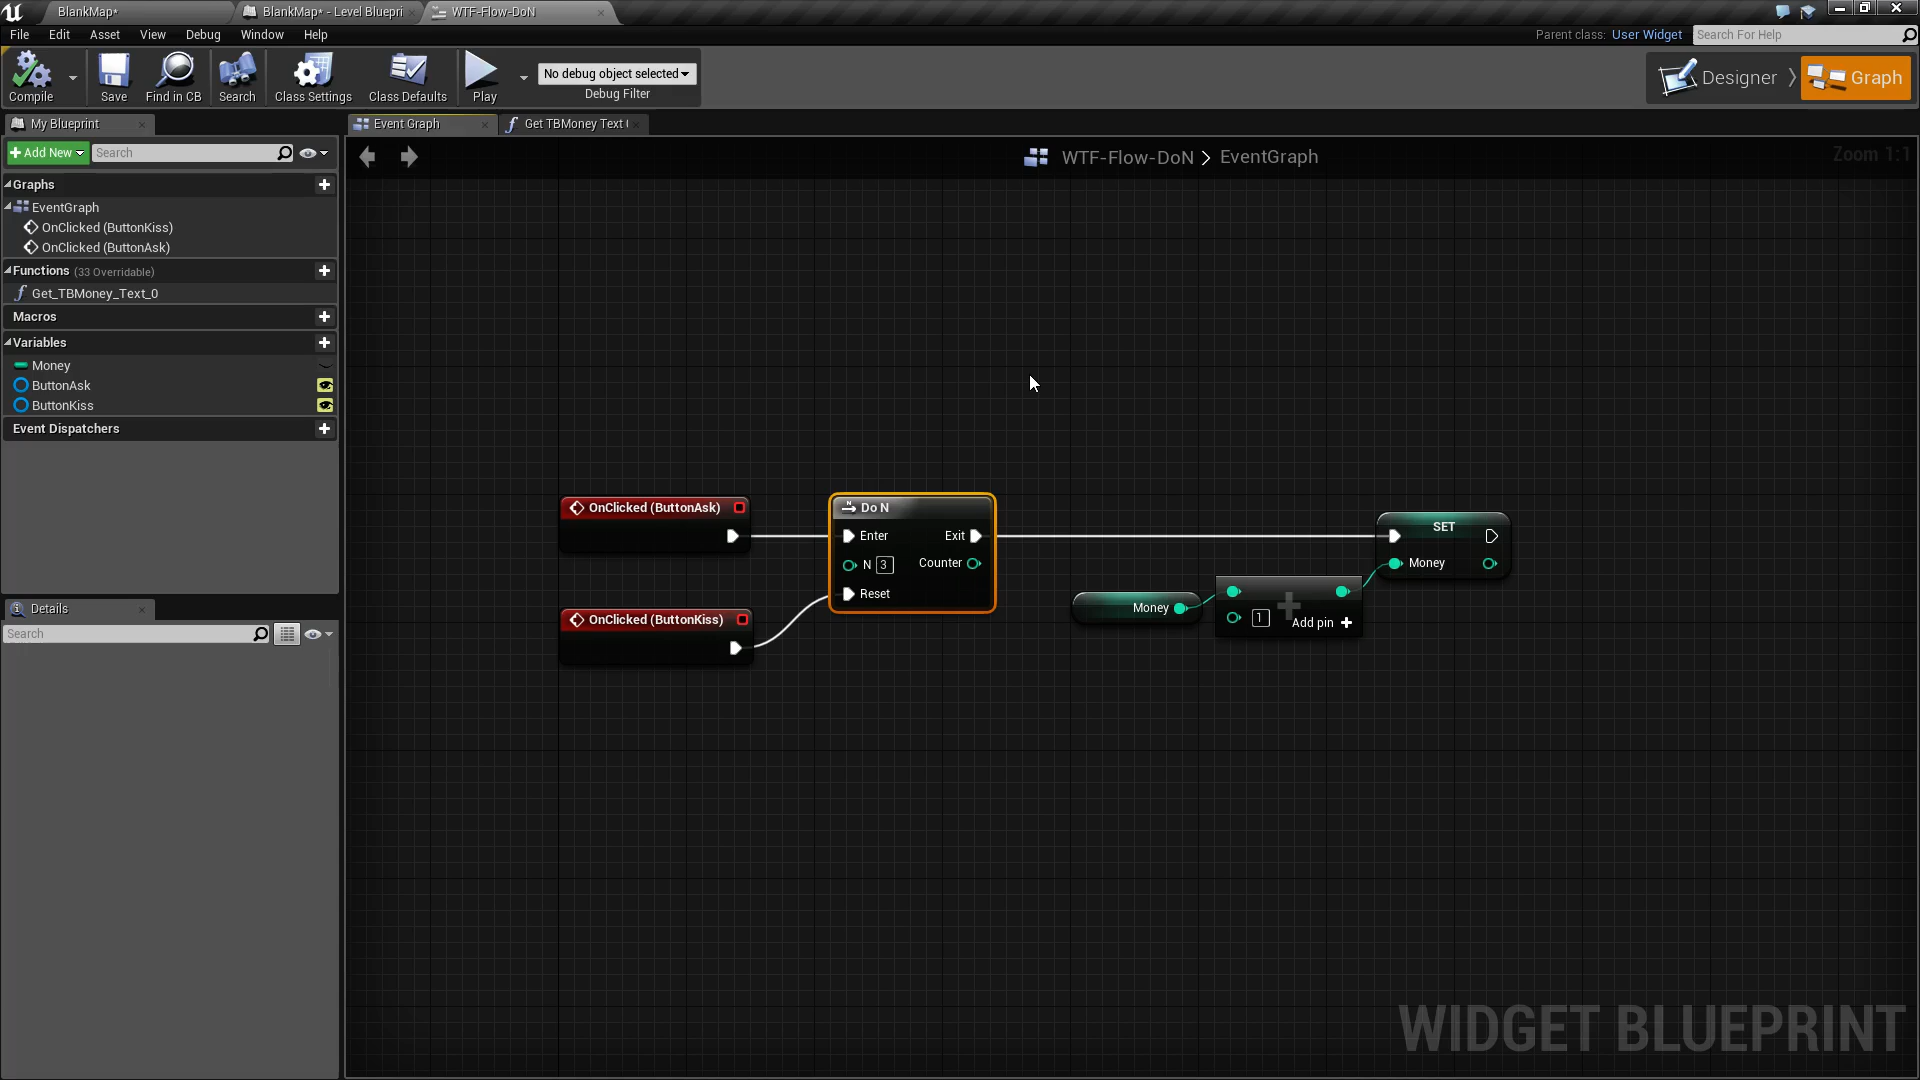 BlankMap*
BlankMap* - Level Bluepri
WTF-Flow-DoN
File Edit Asset View Debug Window Help
Parent class: User Widget
Search For Help
Compile
Save
Find in CB
Search
Class Settings
Class Defaults
Play
No debug object selected
Debug Filter
Designer
Graph
My Blueprint
Event Graph
Get TBMoney Text
Add New
Search
WTF-Flow-DoN > EventGraph
Zoom 1:1
Graphs
EventGraph
OnClicked (ButtonKiss)
OnClicked (ButtonAsk)
Functions (33 Overridable)
Get_TBMoney_Text_0
Macros
Variables
Money
ButtonAsk
ButtonKiss
Event Dispatchers
Details
Search
OnClicked (ButtonAsk)
OnClicked (ButtonKiss)
Do N
Enter
Exit
N 3
Counter
Reset
Money
1
Add pin
SET
Money
WIDGET BLUEPRINT